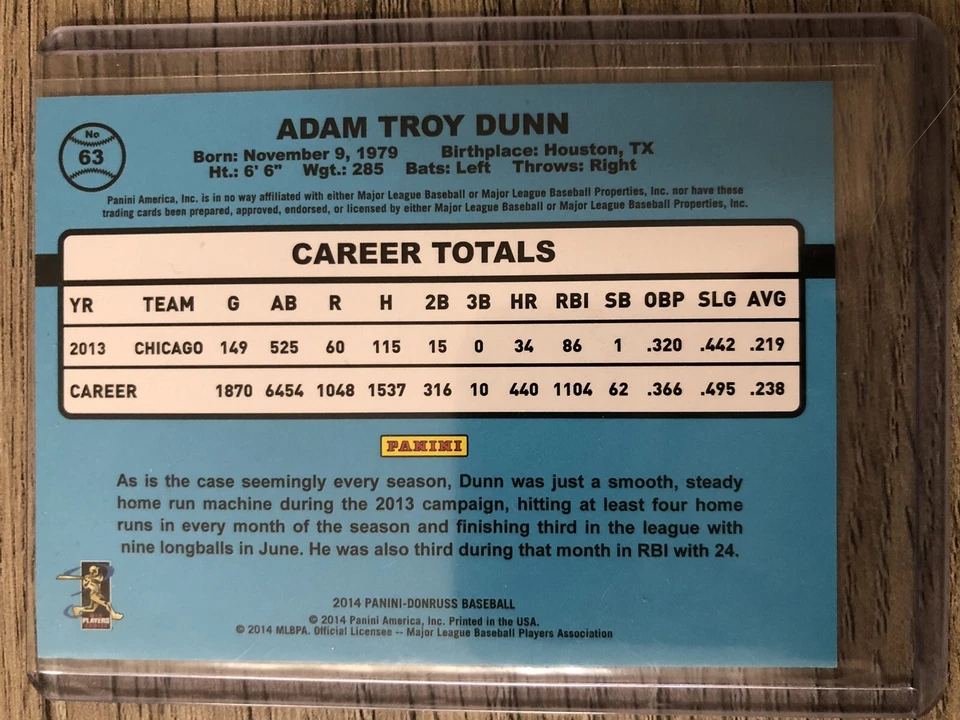 No
63
ADAM TROY DUNN
Born: November 9, 1979 Birthplace: Houston, TX
Ht.: 6' 6" Wgt.: 285 Bats: Left Throws: Right
Panini America, Inc. is in no way affiliated with either Major League Baseball or Major League Baseball Properties, Inc. nor have these
trading cards been prepared, approved, endorsed, or licensed by either Major League Baseball or Major League Baseball Properties, Inc.
CAREER TOTALS
YR TEAM G AB R H 2B 3B HR RBI SB OBP SLG AVG
2013 CHICAGO 149 525 60 115 15 0 34 86 1 .320 .442 .219
CAREER 1870 6454 1048 1537 316 10 440 1104 62 .366 .495 .238
PANINI
As is the case seemingly every season, Dunn was just a smooth, steady
home run machine during the 2013 campaign, hitting at least four home
runs in every month of the season and finishing third in the league with
nine longballs in June. He was also third during that month in RBI with 24.
PLAYERS
2014 PANINI-DONRUSS BASEBALL
© 2014 Panini America, Inc. Printed in the USA.
© 2014 MLBPA. Official Licensee -- Major League Baseball Players Association